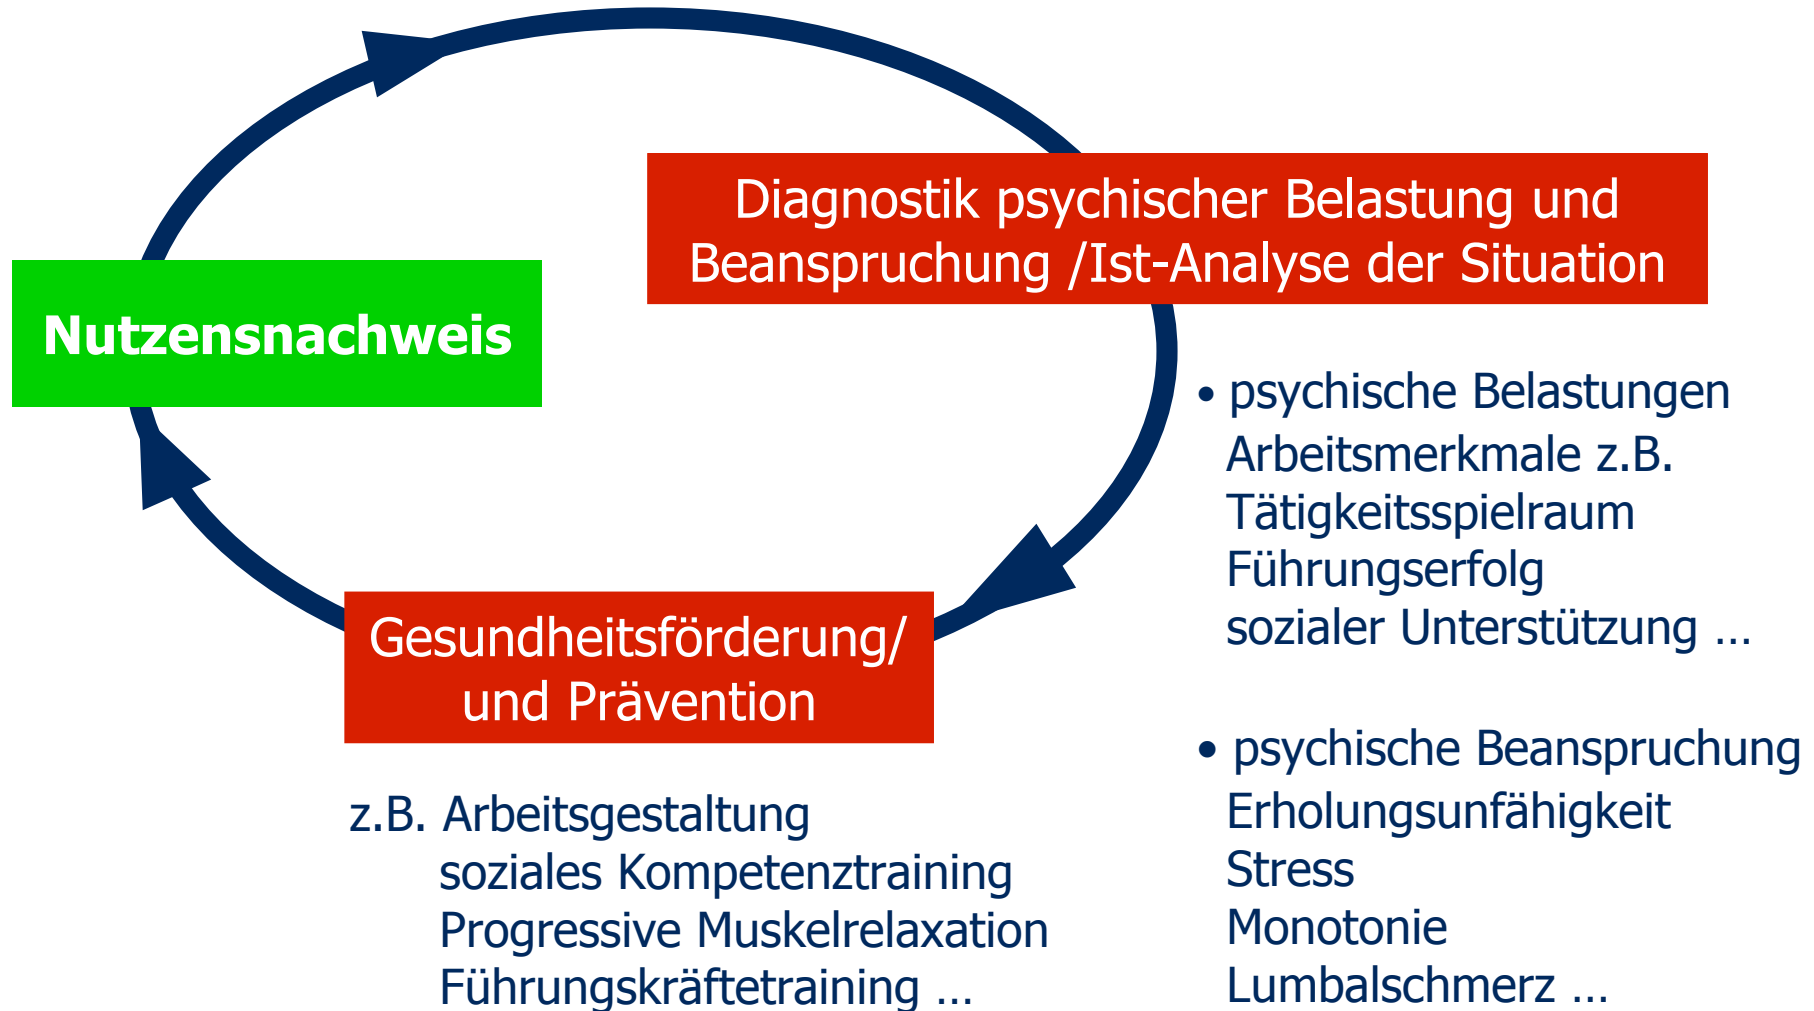 Diagnostik psychischer Belastung und
Beanspruchung /Ist-Analyse der Situation
Nutzensnachweis
• psychische Belastungen
Arbeitsmerkmale z.B.
Tätigkeitsspielraum
Führungserfolg
sozialer Unterstützung ...
Gesundheitsförderung/
und Prävention
• psychische Beanspruchung
Erholungsunfähigkeit
Stress
Monotonie
Lumbalschmerz ...
z.B. Arbeitsgestaltung
soziales Kompetenztraining
Progressive Muskelrelaxation
Führungskräftetraining ...